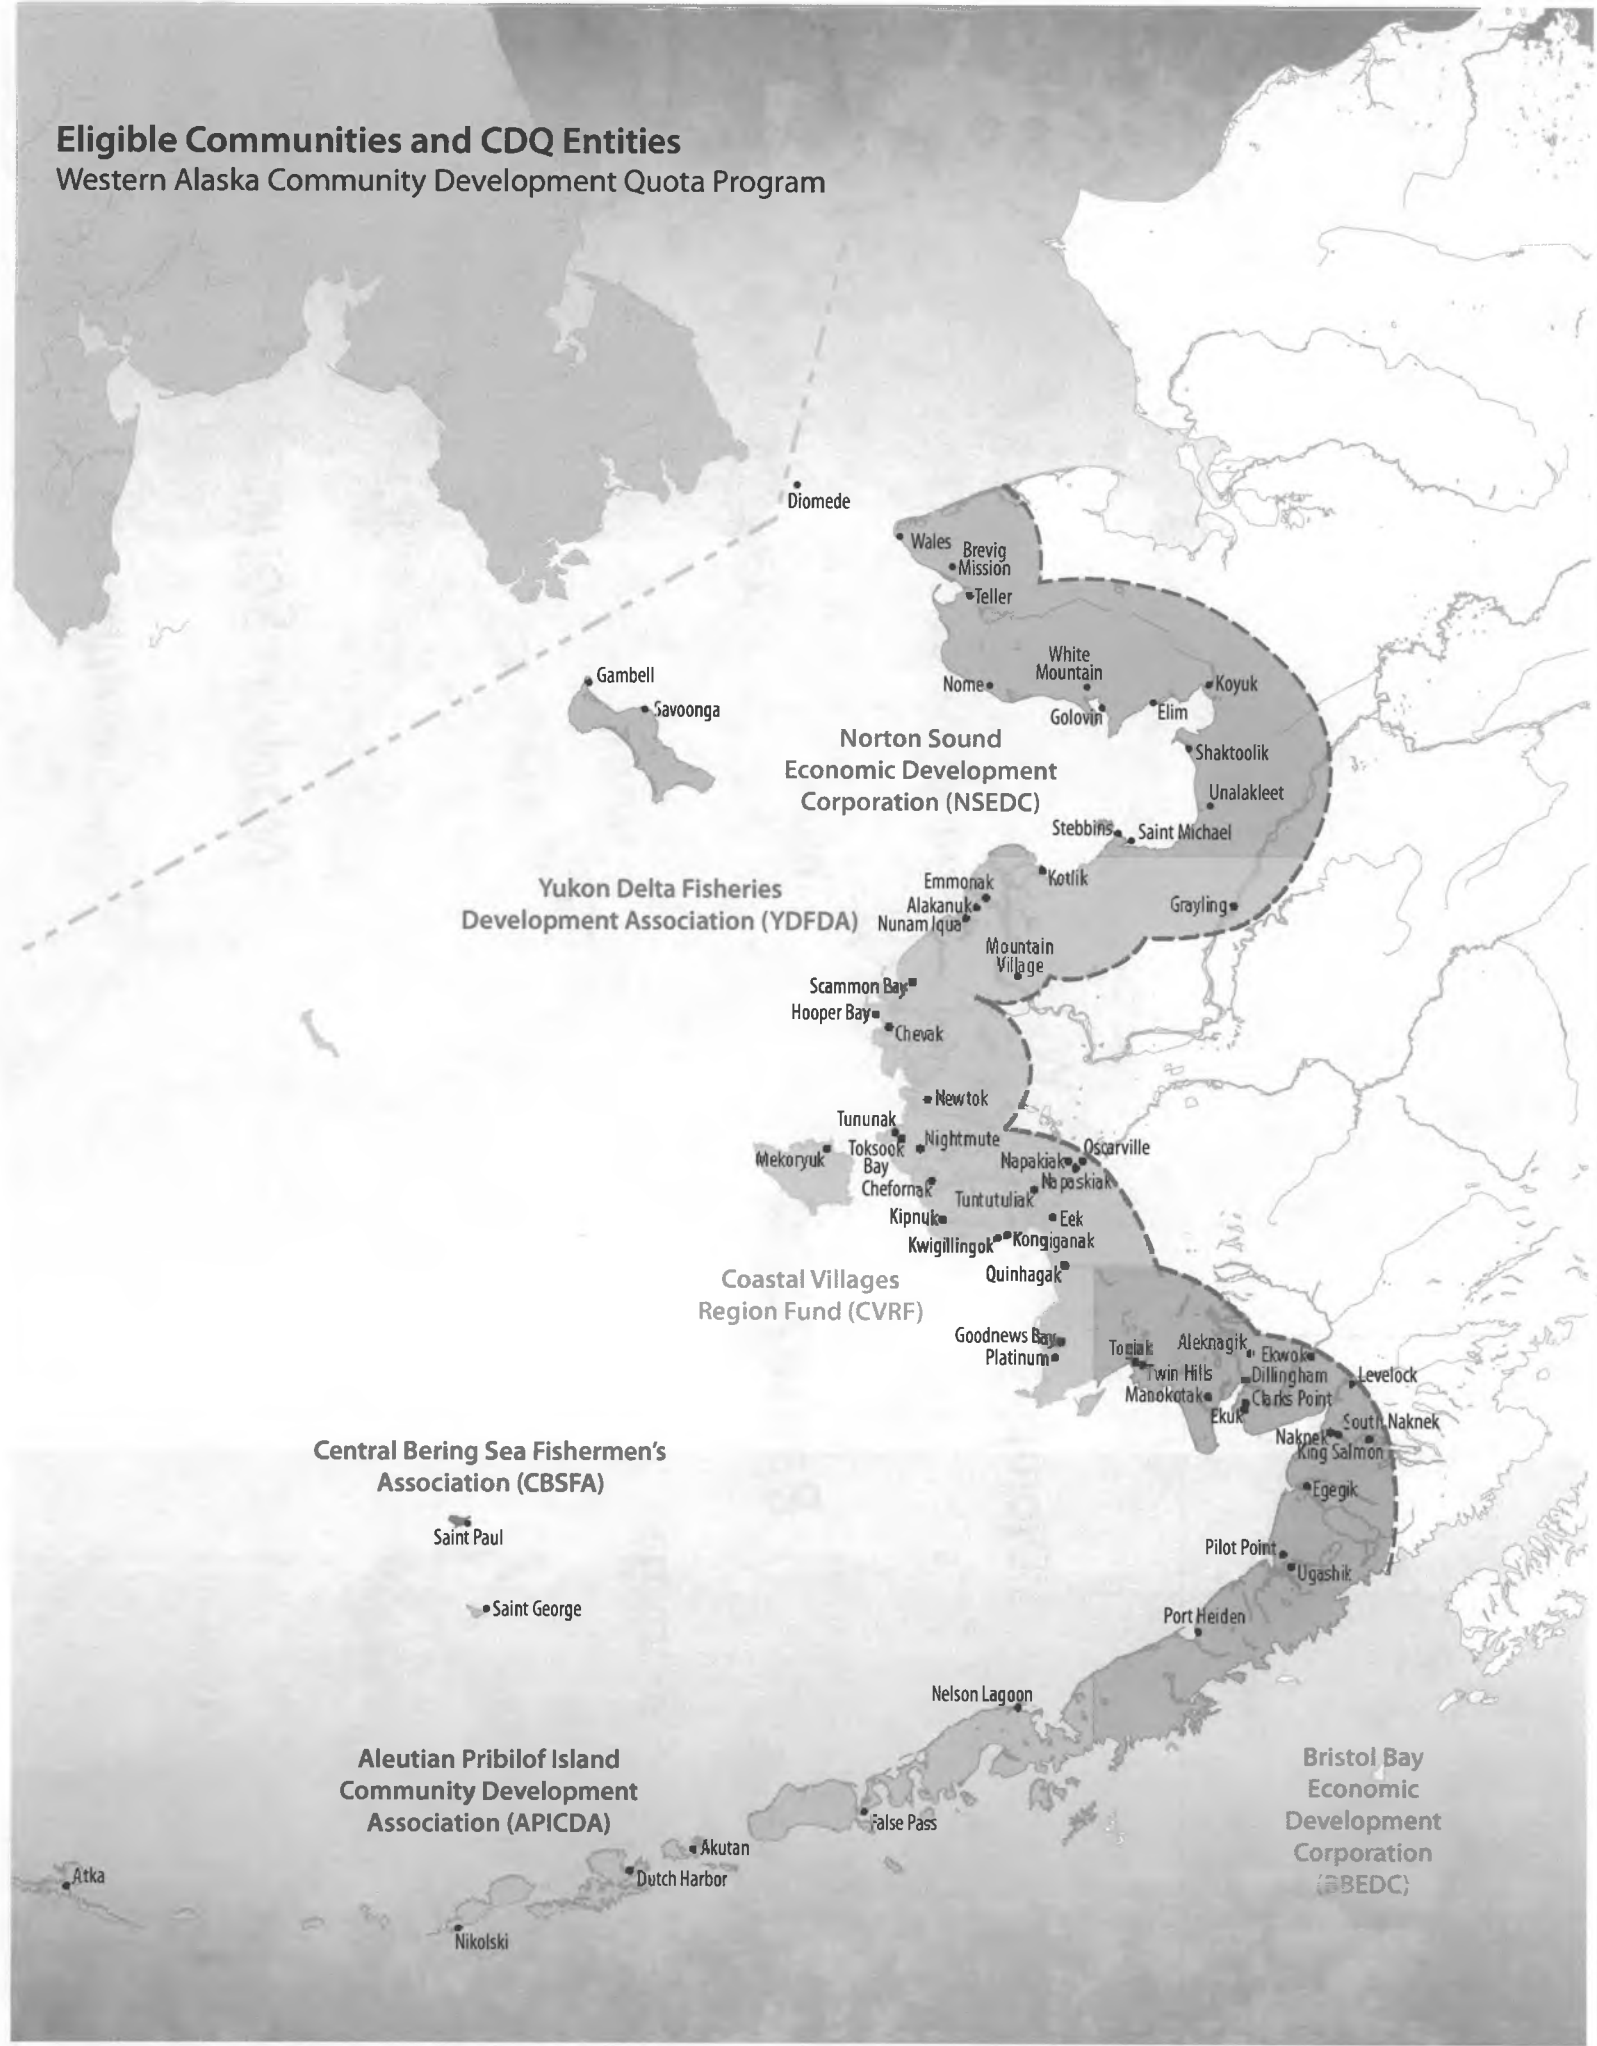 Eligible Communities and CDQ Entities
Western Alaska Community Development Quota Program
Diomede
Wales
Brevig
Mission
Teller
Gambell
Savoonga
White
Mountain
Nome
Koyuk
Golovin
Elim
Norton Sound
Economic Development
Corporation (NSEDC)
Shaktoolik
Unalakleet
Stebbins
Saint Michael
Yukon Delta Fisheries
Development Association (YDFDA)
Kotlik
Emmonak
Alakanuk
Nunam Iqua
Grayling
Mountain
Village
Scammon Bay
Hooper Bay
Chevak
Newtok
Tununak
Nightmute
Toksook
Bay
Mekoryuk
Oscarville
Napakiak
Napaskiak
Chefornak
Tuntutuliak
Kipnuk
Eek
Kwigillingok
Kongiganak
Quinhagak
Coastal Villages
Region Fund (CVRF)
Goodnews Bay
Platinum
Togiak
Twin Hills
Aleknagik
Ekwok
Dillingham
Levelock
Manokotak
Clarks Point
Ekuk
South Naknek
Naknek
King Salmon
Egegik
Central Bering Sea Fishermen's
Association (CBSFA)
Saint Paul
Pilot Point
Ugashik
Saint George
Port Heiden
Nelson Lagoon
Aleutian Pribilof Island
Community Development
Association (APICDA)
Bristol Bay
Economic
Development
Corporation
(BBEDC)
False Pass
Akutan
Dutch Harbor
Atka
Nikolski